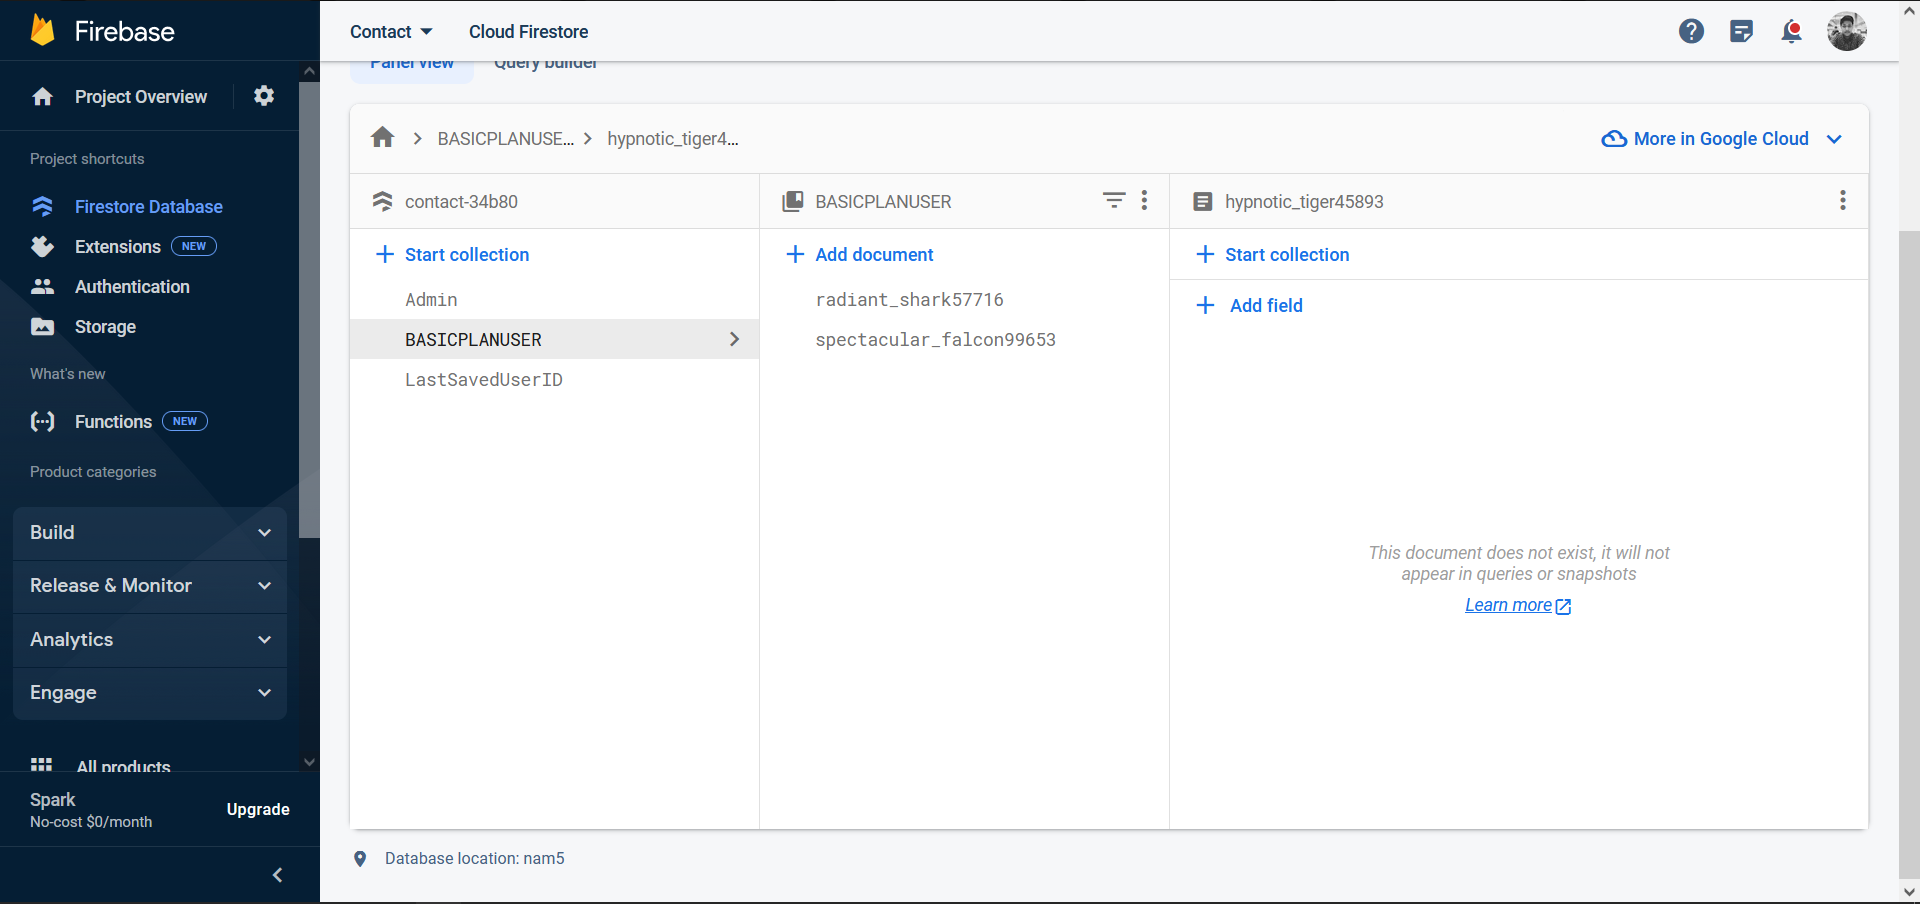 Firebase
Project Overview
Project shortcuts
Firestore Database
Extensions NEW
Authentication
Storage
What's new
Functions NEW
Product categories
Build
Release & Monitor
Analytics
Engage
All products
Spark
No-cost $0/month
Upgrade
Contact
Cloud Firestore
Panel view
Query builder
BASICPLANUSE...
hypnotic_tiger4...
More in Google Cloud
contact-34b80
Start collection
Admin
BASICPLANUSER
LastSavedUserID
BASICPLANUSER
Add document
radiant_shark57716
spectacular_falcon99653
hypnotic_tiger45893
Start collection
Add field
This document does not exist, it will not
appear in queries or snapshots
Learn more
Database location: nam5